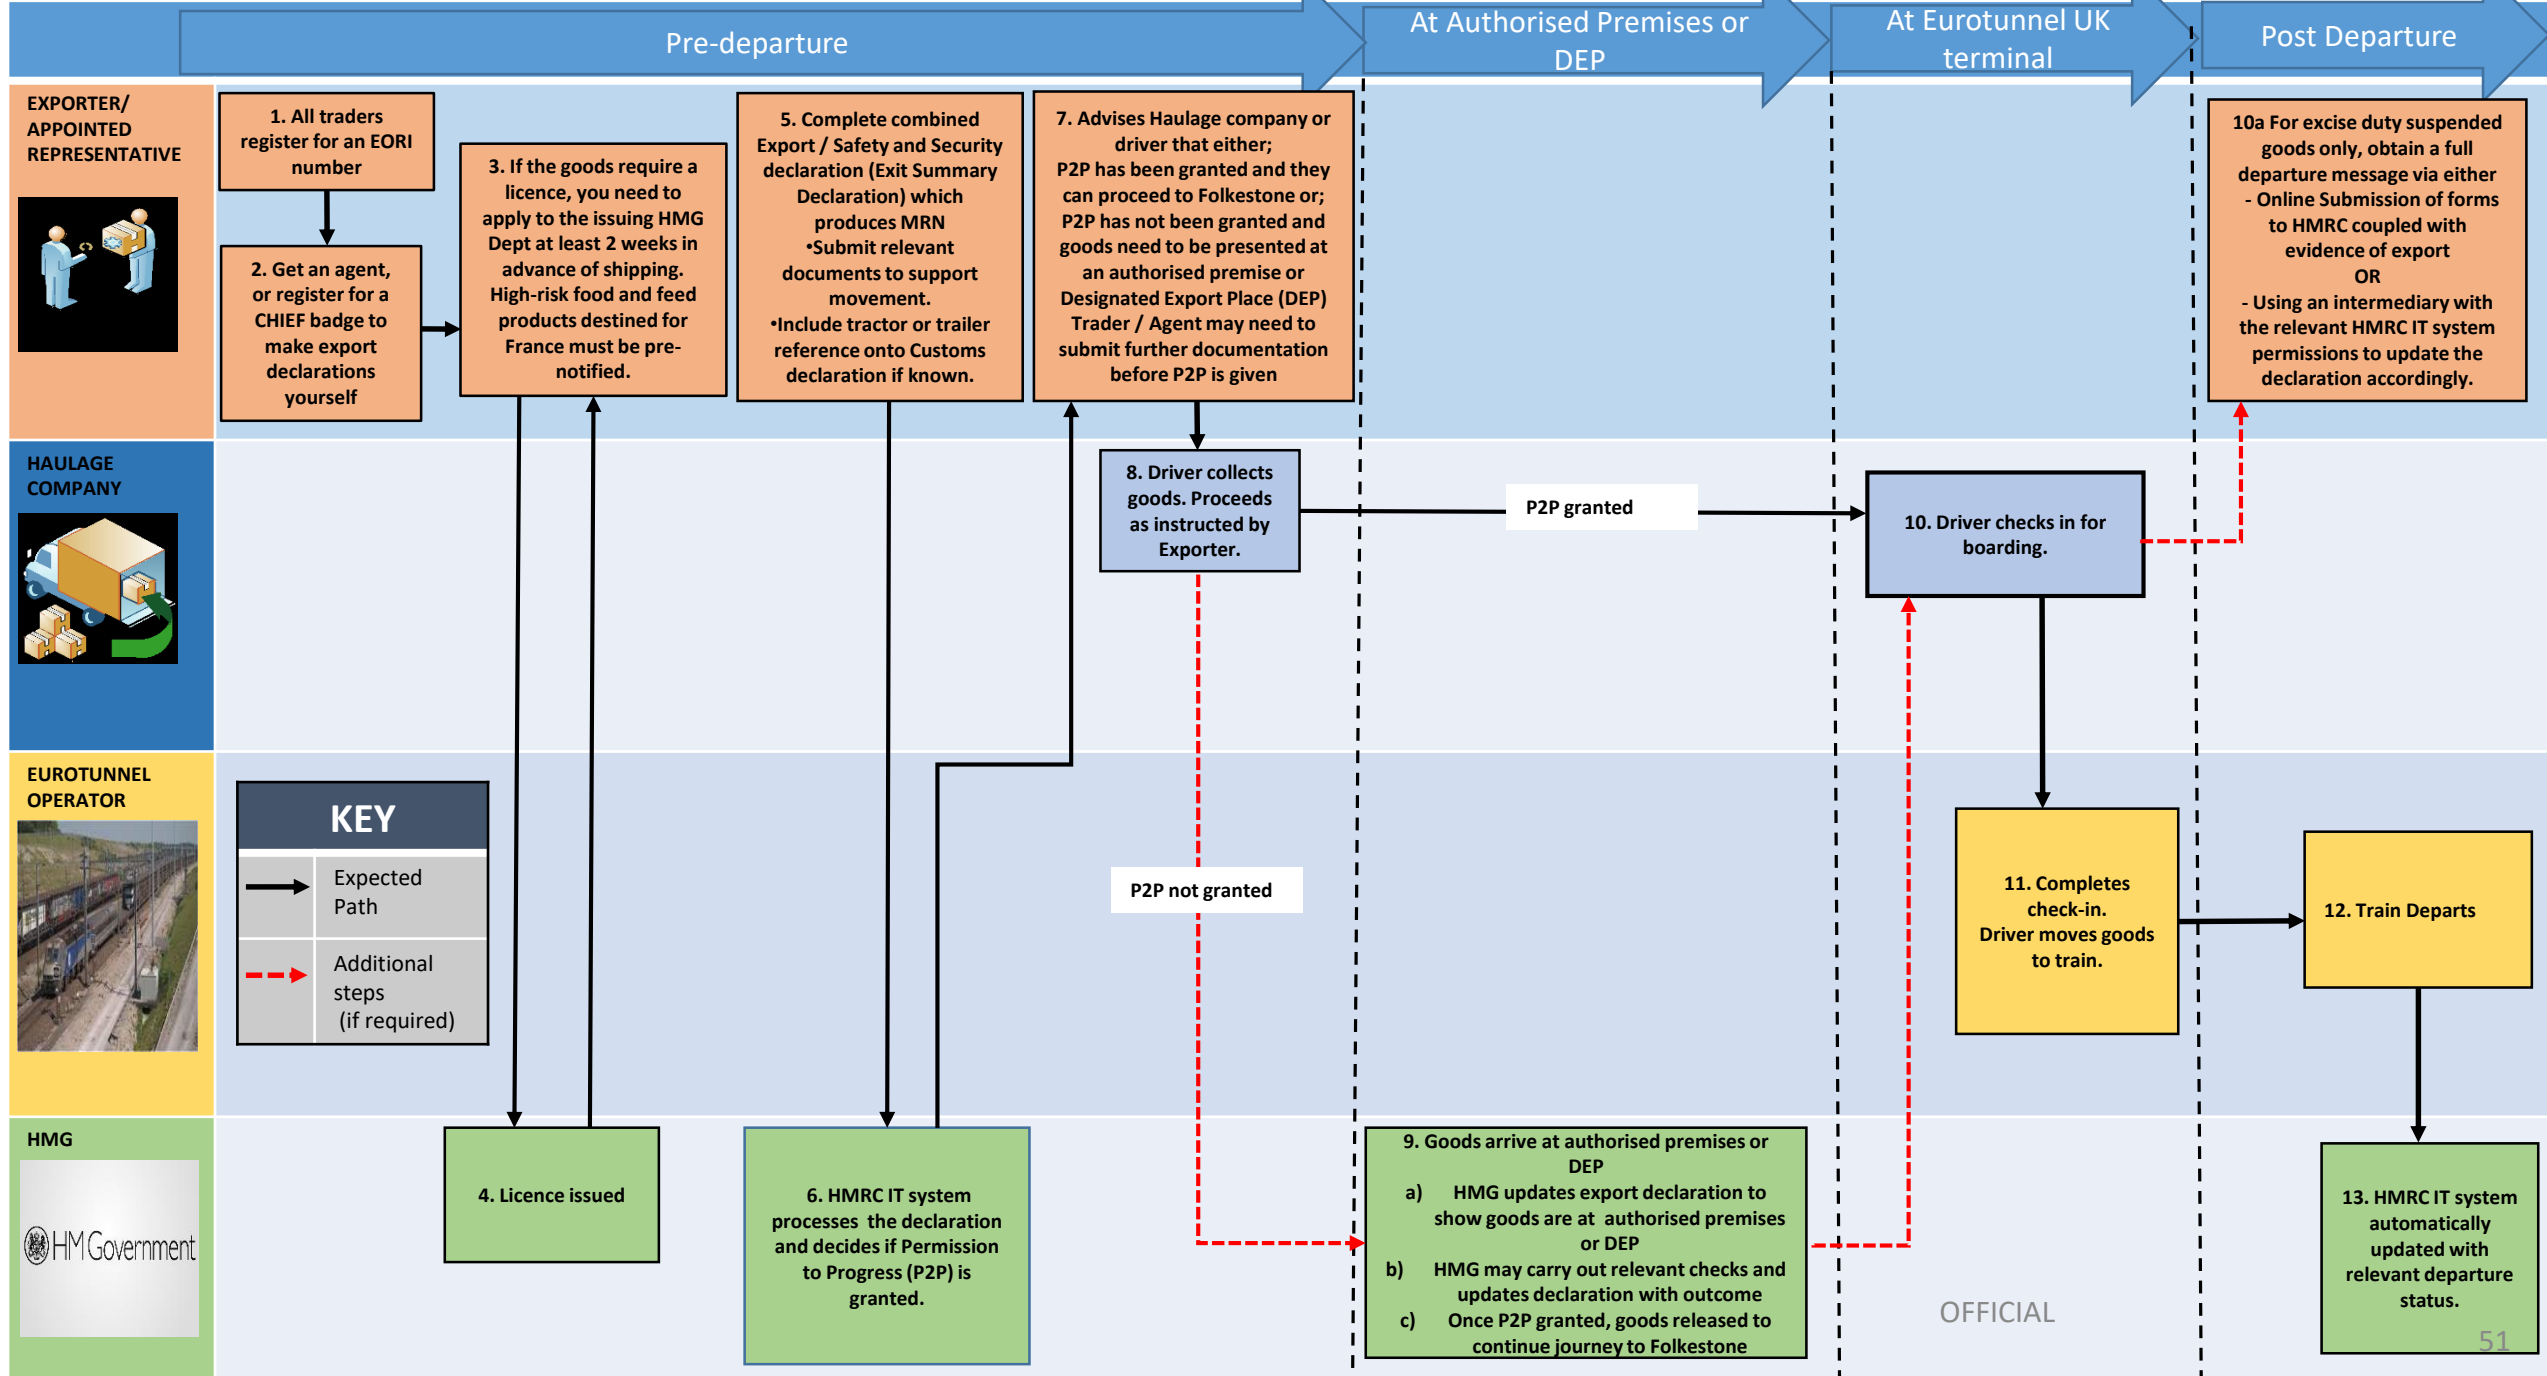 Pre-departure
At Authorised Premises or
DEP
At Eurotunnel UK
terminal
Post Departure
EXPORTER/
APPOINTED
REPRESENTATIVE
1. All traders
register for an EORI
number
2. Get an agent,
or register for a
CHIEF badge to
make export
declarations
yourself
3. If the goods require a
licence, you need to
apply to the issuing HMG
Dept at least 2 weeks in
advance of shipping.
High-risk food and feed
products destined for
France must be pre-
notified.
5. Complete combined
Export / Safety and Security
declaration (Exit Summary
Declaration) which
produces MRN
•Submit relevant
documents to support
movement.
•Include tractor or trailer
reference onto Customs
declaration if known.
7. Advises Haulage company or
driver that either;
P2P has been granted and they
can proceed to Folkestone or;
P2P has not been granted and
goods need to be presented at
an authorised premise or
Designated Export Place (DEP)
Trader / Agent may need to
submit further documentation
before P2P is given
10a For excise duty suspended
goods only, obtain a full
departure message via either
- Online Submission of forms
to HMRC coupled with
evidence of export
OR
- Using an intermediary with
the relevant HMRC IT system
permissions to update the
declaration accordingly.
HAULAGE
COMPANY
8. Driver collects
goods. Proceeds
as instructed by
Exporter.
P2P granted
10. Driver checks in for
boarding.
EUROTUNNEL
OPERATOR
KEY
Expected
Path
Additional
steps
(if required)
P2P not granted
11. Completes
check-in.
Driver moves goods
to train.
12. Train Departs
HMG
HM Government
4. Licence issued
6. HMRC IT system
processes the declaration
and decides if Permission
to Progress (P2P) is
granted.
9. Goods arrive at authorised premises or
DEP
a) HMG updates export declaration to
show goods are at authorised premises
or DEP
b) HMG may carry out relevant checks and
updates declaration with outcome
c) Once P2P granted, goods released to
continue journey to Folkestone
13. HMRC IT system
automatically
updated with
relevant departure
status.
OFFICIAL
51